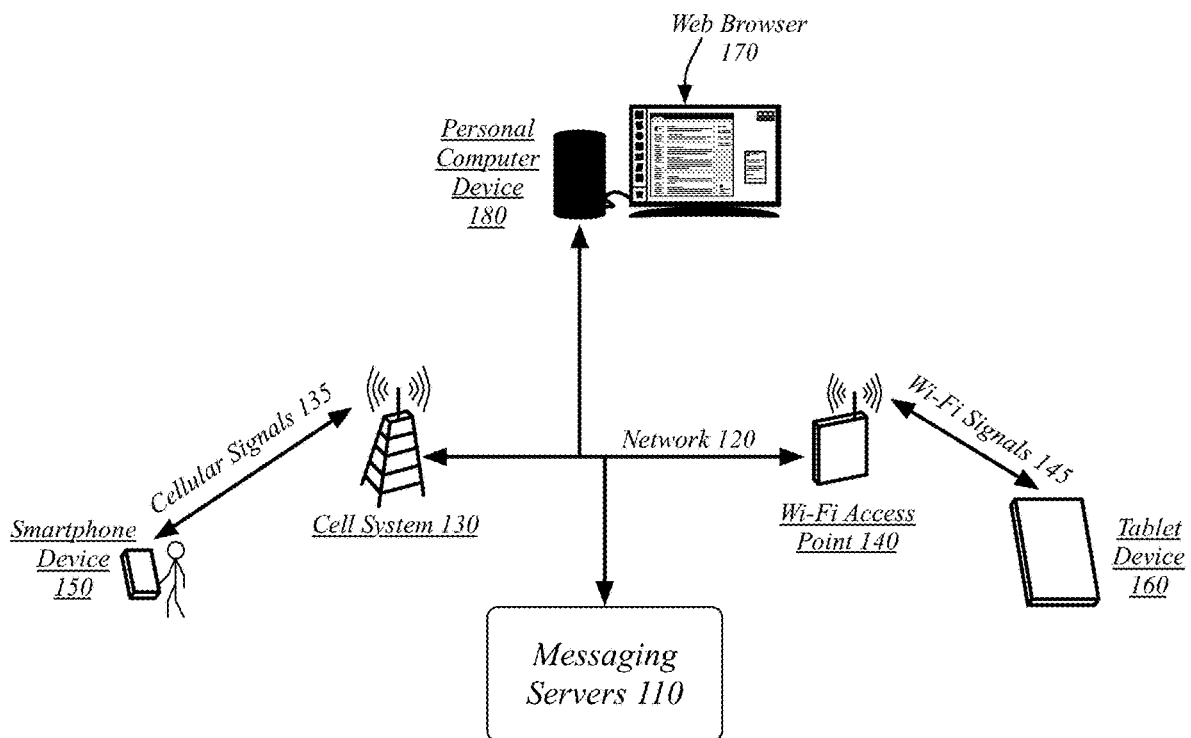 Web Browser
170
Personal
Computer
Device
180
Cellular Signals 135
Wi-Fi Signals 145
Network 120
Cell System 130
Wi-Fi Access
Point 140
Smartphone
Device
150
Tablet
Device
160
Messaging
Servers 110